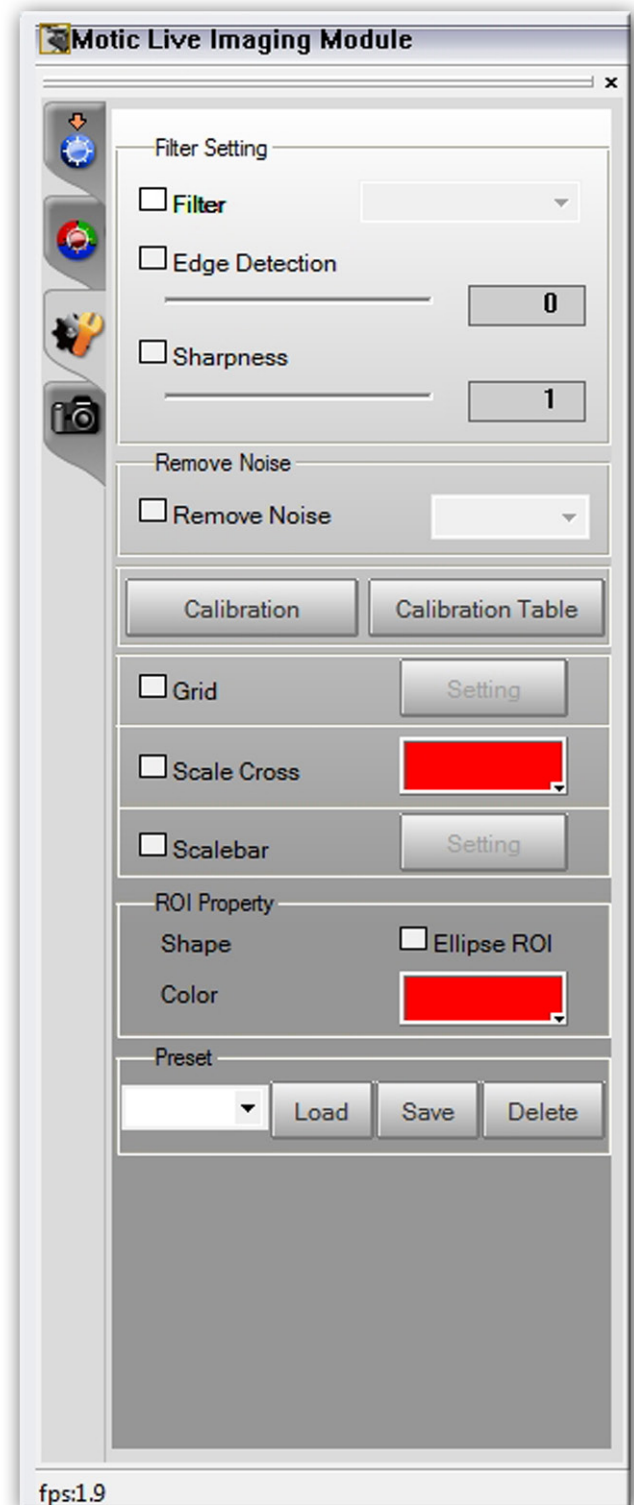 Motic Live Imaging Module
x
Filter Setting
Filter
Edge Detection
0
Sharpness
1
Remove Noise
Remove Noise
Calibration Calibration Table
Grid Setting
Scale Cross
Scalebar Setting
ROI Property
Shape Ellipse ROI
Color
Preset
Load Save Delete
fps:1.9